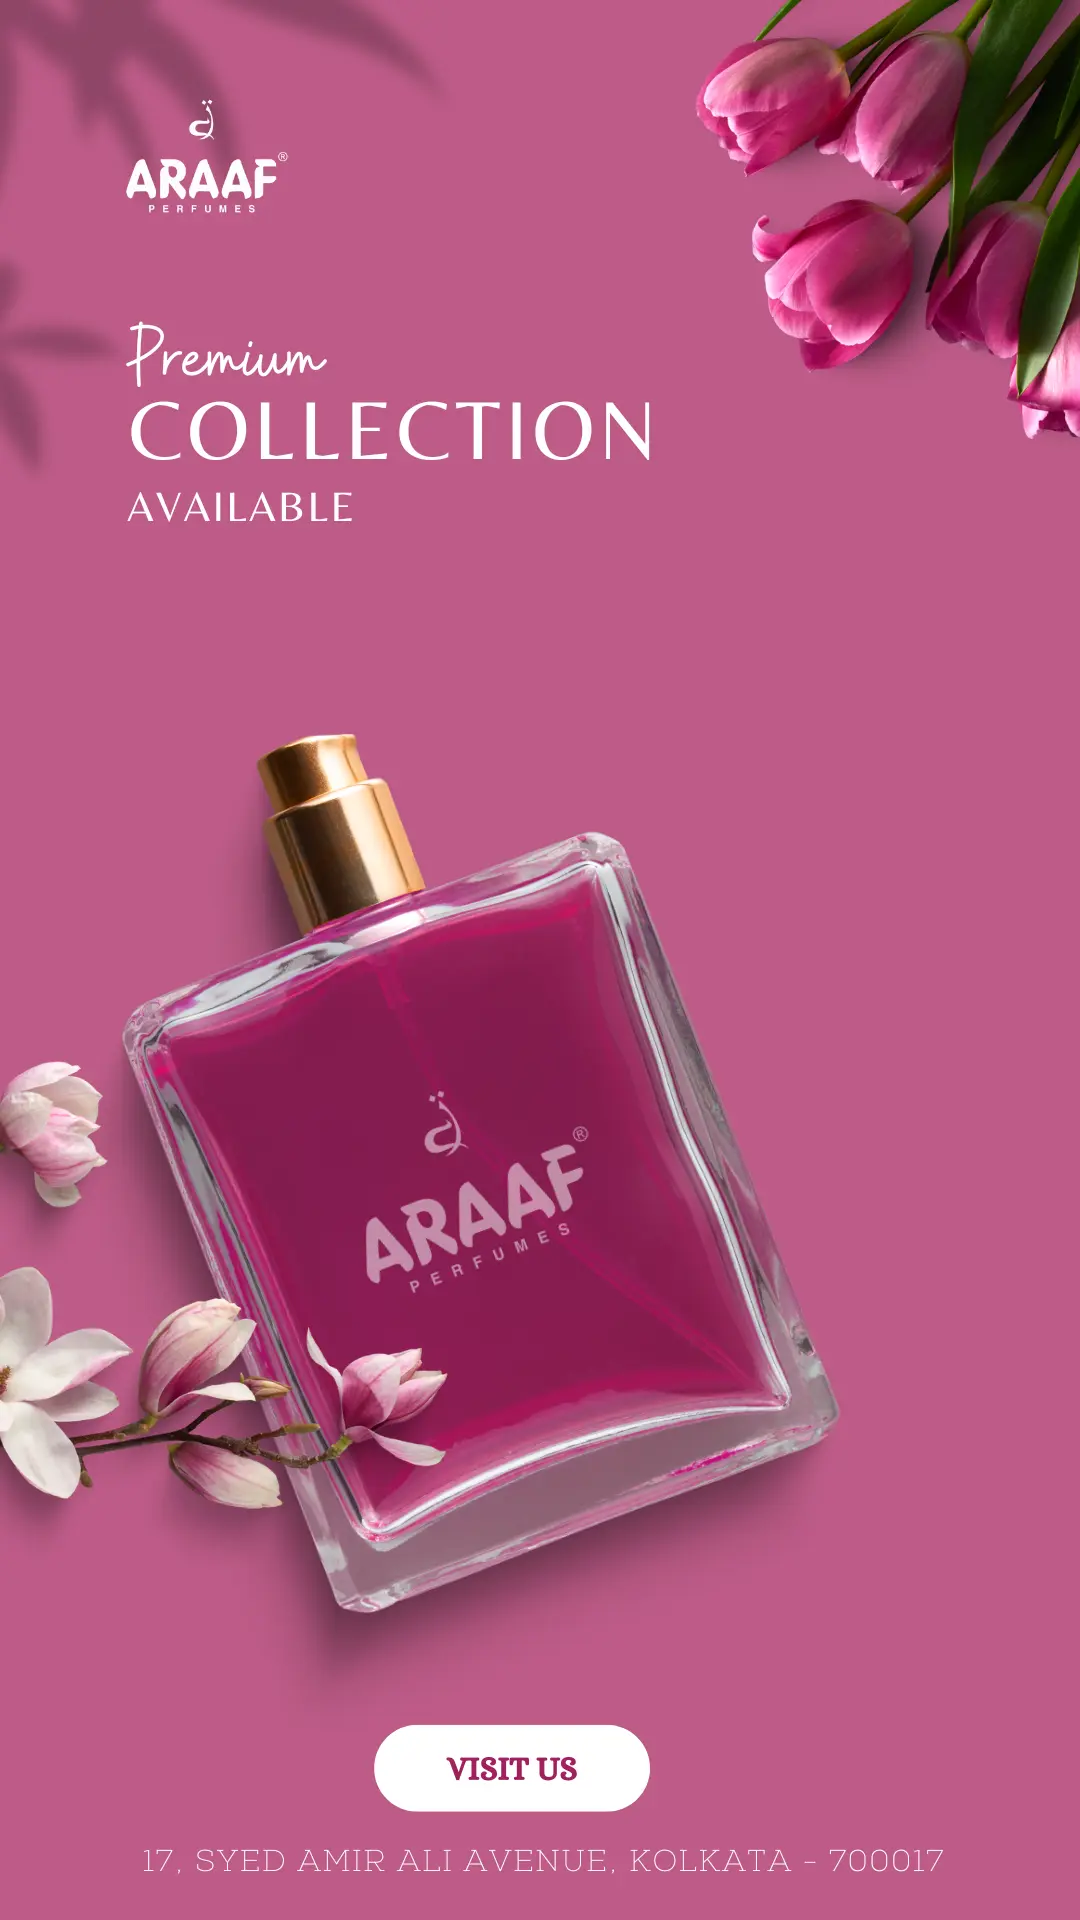 ARAAF®
PERFUMES
Premium
COLLECTION
AVAILABLE
ARAAF®
PERFUMES
VISIT US
17, SYED AMIR ALI AVENUE, KOLKATA - 700017